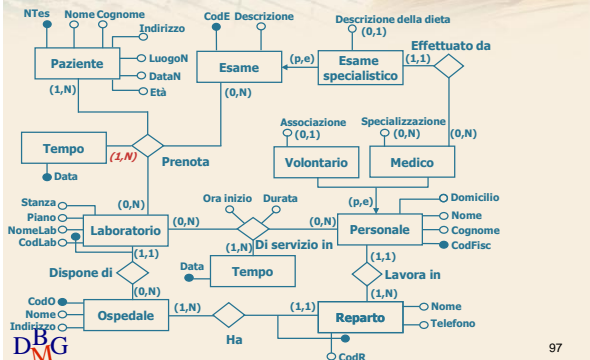 NTes Nome Cognome
Indirizzo
LuogoN
DataN
Età
Paziente
(1,N)
CodE Descrizione
Esame
(0,N)
Descrizione della dieta
(0,1)
(p,e)
Esame specialistico
(1,1)
Effettuato da
(0,N)
Tempo
Data
(1,N)
Prenota
Associazione
(0,1)
Volontario
Specializzazione
(0,N)
Medico
(p,e)
Stanza
Piano
NomeLab
CodLab
(0,N)
Laboratorio
(0,N)
(1,1)
Ora inizio Durata
Di servizio in
(1,N)
(0,N)
Data
Tempo
Personale
Domicilio
Nome
Cognome
CodFisc
(1,1)
Lavora in
(1,N)
Dispone di
(0,N)
CodO
Nome
Indirizzo
Ospedale
(1,N)
Ha
(1,1)
Reparto
Nome
Telefono
CodR
DBMG
97